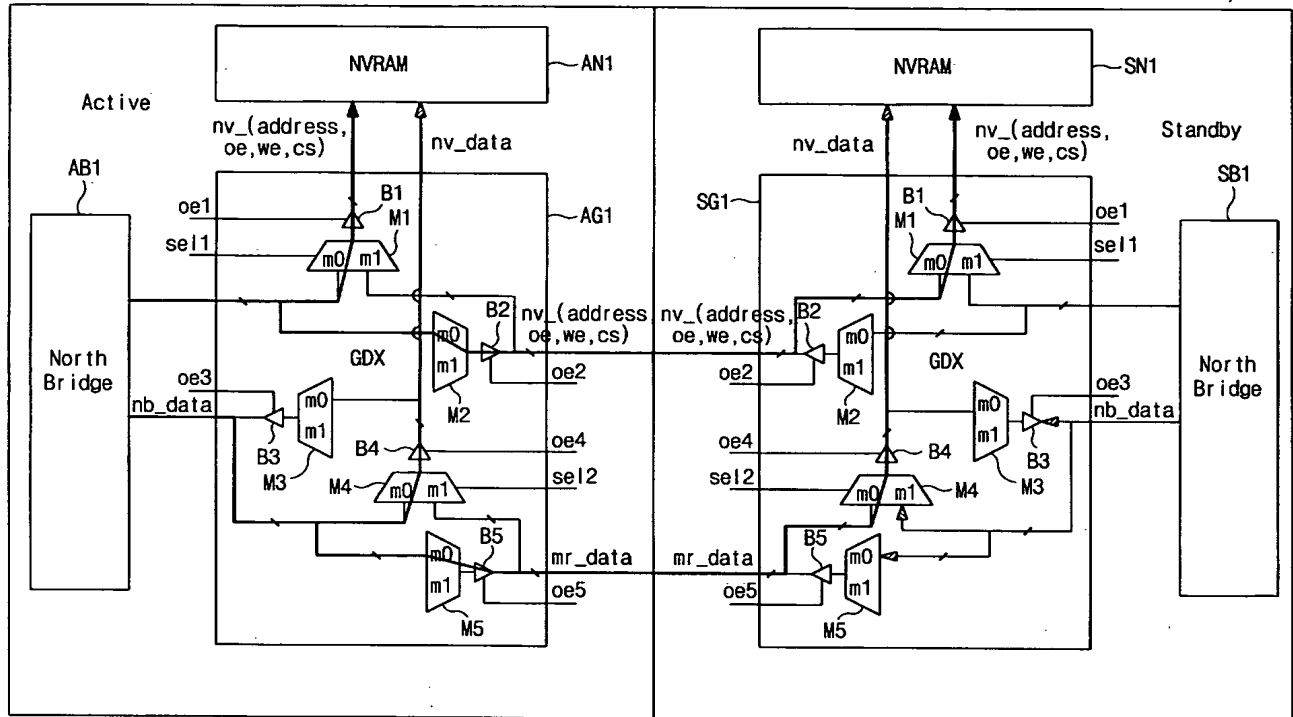 NVRAM
AN1
Active
nv_(address,
oe,we,cs)
nv_data
AB1
oe1
B1
M1
AG1
sel1
m0 m1
North
Bridge
B2
nv_(address,
oe,we,cs)
m0
m1
GDX
oe2
M2
oe3
nb_data
m0
m1
B3
M3
B4
oe4
M4
m0 m1
sel2
B5
m0
m1
mr_data
oe5
M5
NVRAM
SN1
nv_data
nv_(address,
oe,we,cs)
Standby
SB1
SG1
B1
M1
oe1
m0 m1
sel1
nv_(address,
oe,we,cs)
B2
m0
m1
GDX
North
Bridge
oe2
M2
oe3
m0
m1
nb_data
B3
M3
oe4
B4
sel2
m0 m1
M4
B5
mr_data
m0
m1
oe5
M5